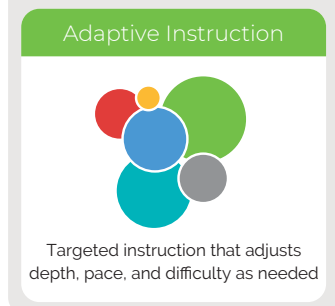 Adaptive Instruction
Targeted instruction that adjusts
depth, pace, and difficulty as needed